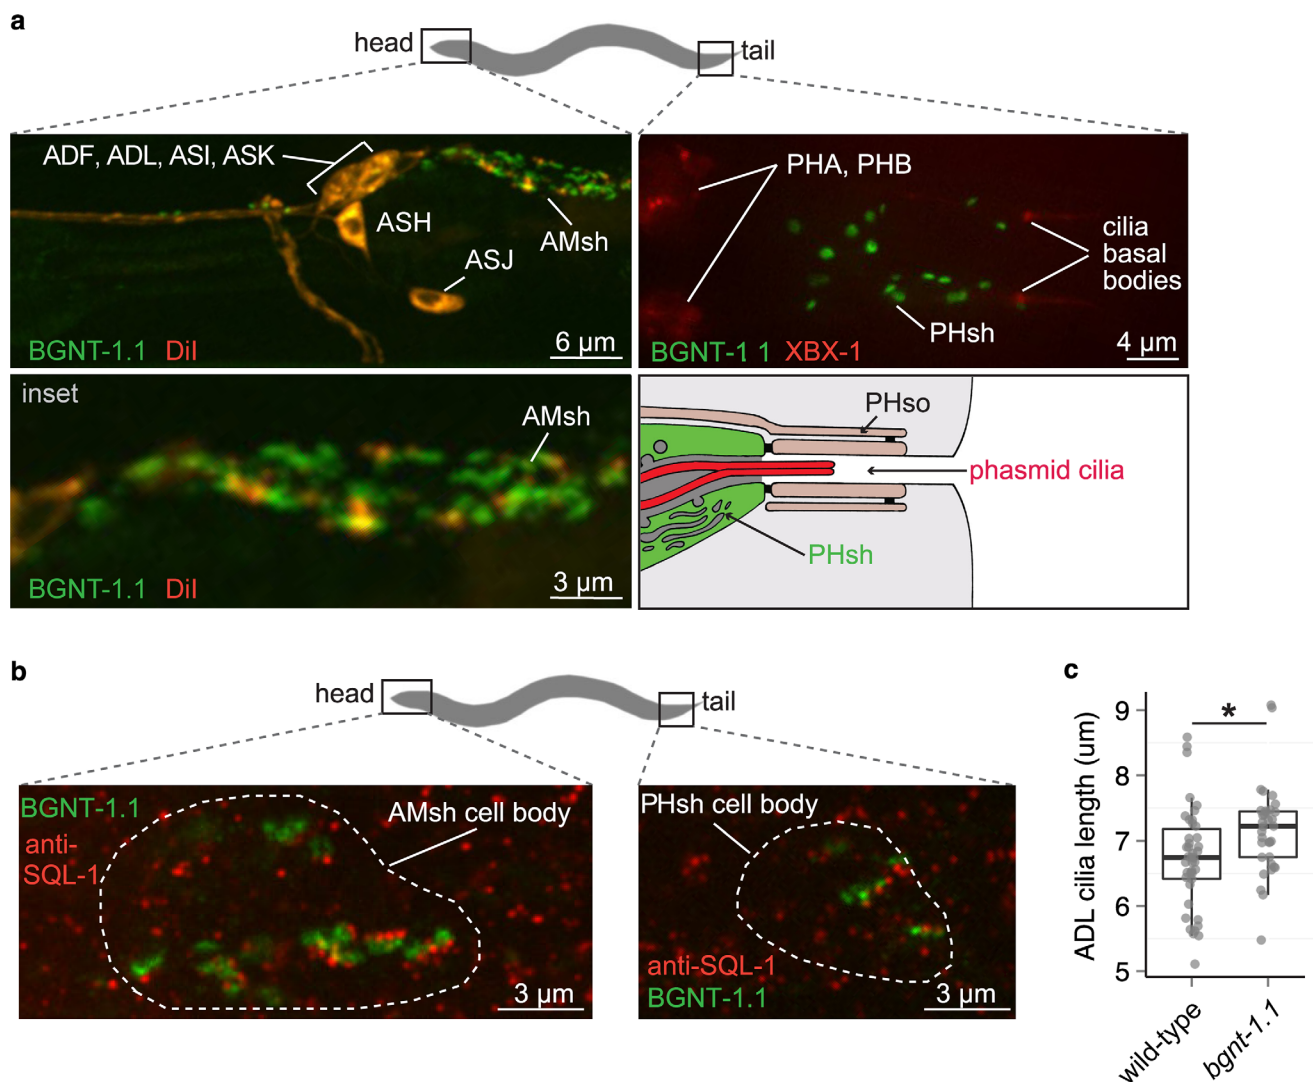 a
head
tail
ADF, ADL, ASI, ASK
ASH
AMsh
ASJ
BGNT-1.1 DiI
6 µm
PHA, PHB
cilia
basal
bodies
PHsh
BGNT-1 1 XBX-1
4 µm
inset
AMsh
BGNT-1.1 DiI
3 µm
PHso
phasmid cilia
PHsh
b
head
tail
BGNT-1.1
anti-
SQL-1
AMsh cell body
3 µm
PHsh cell body
anti-SQL-1
BGNT-1.1
3 µm
c
ADL cilia length (um)
9
8
7
6
5
*
wild-type
bgnt-1.1